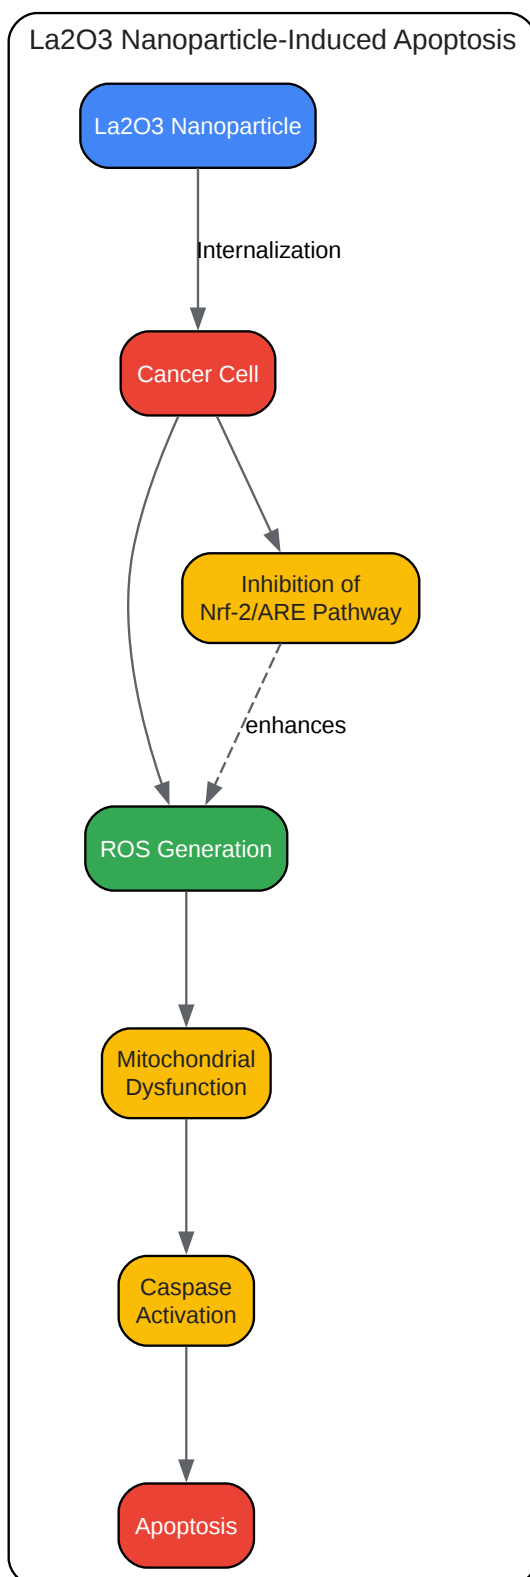 La2O3 Nanoparticle-Induced Apoptosis
La2O3 Nanoparticle
Internalization
Cancer Cell
Inhibition of
Nrf-2/ARE Pathway
enhances
ROS Generation
Mitochondrial
Dysfunction
Caspase
Activation
Apoptosis